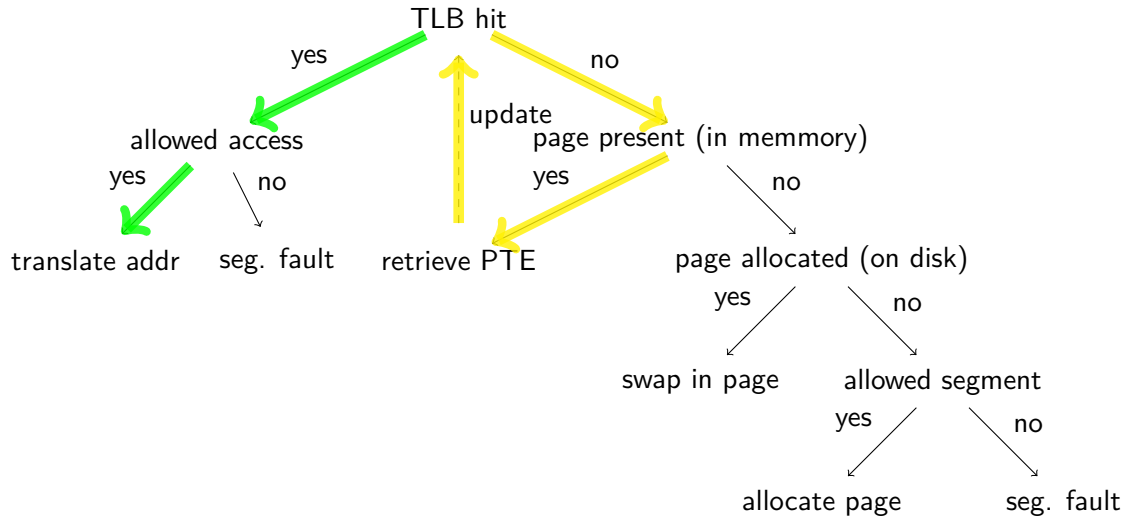 TLB hit
yes
no
update
allowed access
page present (in memmory)
yes
no
yes
no
translate addr
seg. fault
retrieve PTE
page allocated (on disk)
yes
no
swap in page
allowed segment
yes
no
allocate page
seg. fault